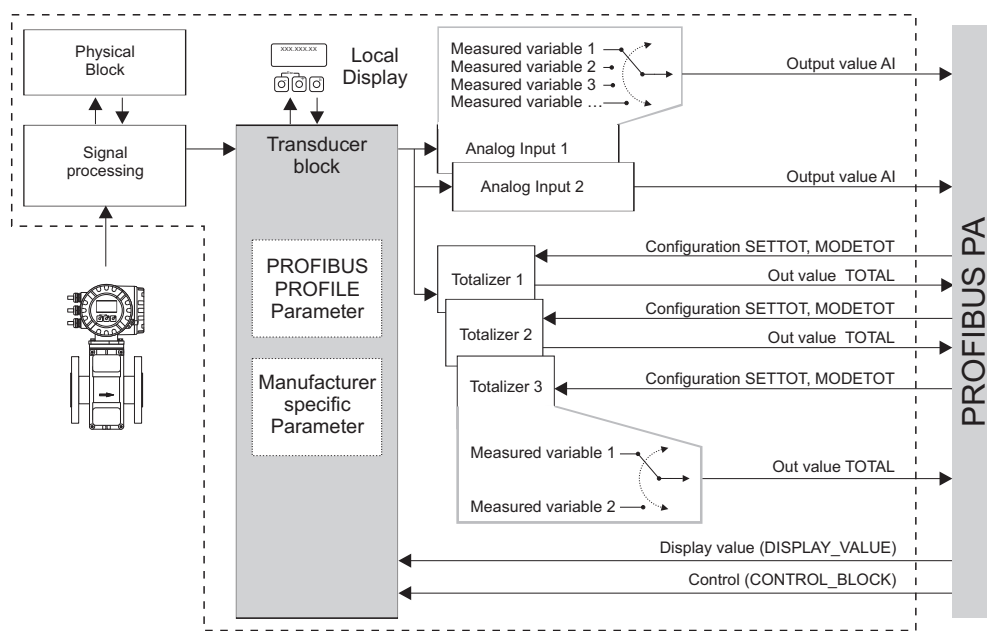 Physical
Block
Signal
processing
xxx.xxx.xx
Local
Display
Transducer
block
PROFIBUS
PROFILE
Parameter
Manufacturer
specific
Parameter
Measured variable 1
Measured variable 2
Measured variable 3
Measured variable ...
Analog Input 1
Analog Input 2
Output value AI
Output value AI
Totalizer 1
Configuration SETTOT, MODETOT
Out value TOTAL
Totalizer 2
Configuration SETTOT, MODETOT
Out value TOTAL
Totalizer 3
Configuration SETTOT, MODETOT
Measured variable 1
Measured variable 2
Out value TOTAL
Display value (DISPLAY_VALUE)
Control (CONTROL_BLOCK)
PROFIBUS PA